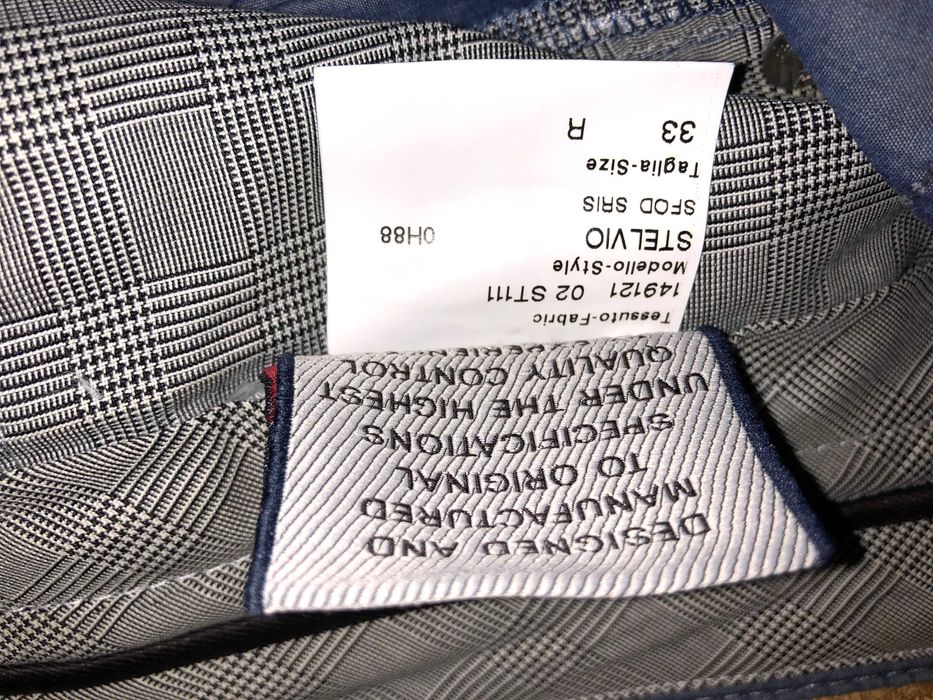 DESIGNED AND
MANUFACTURED
TO ORIGINAL
SPECIFICATIONS
UNDER THE HIGHEST
QUALITY CONTROL
Tessuto-Fabric
149121 02 ST111
Modello-Style
STELVIO 0H88
SFOD SRIS
Taglia-Size
33 R